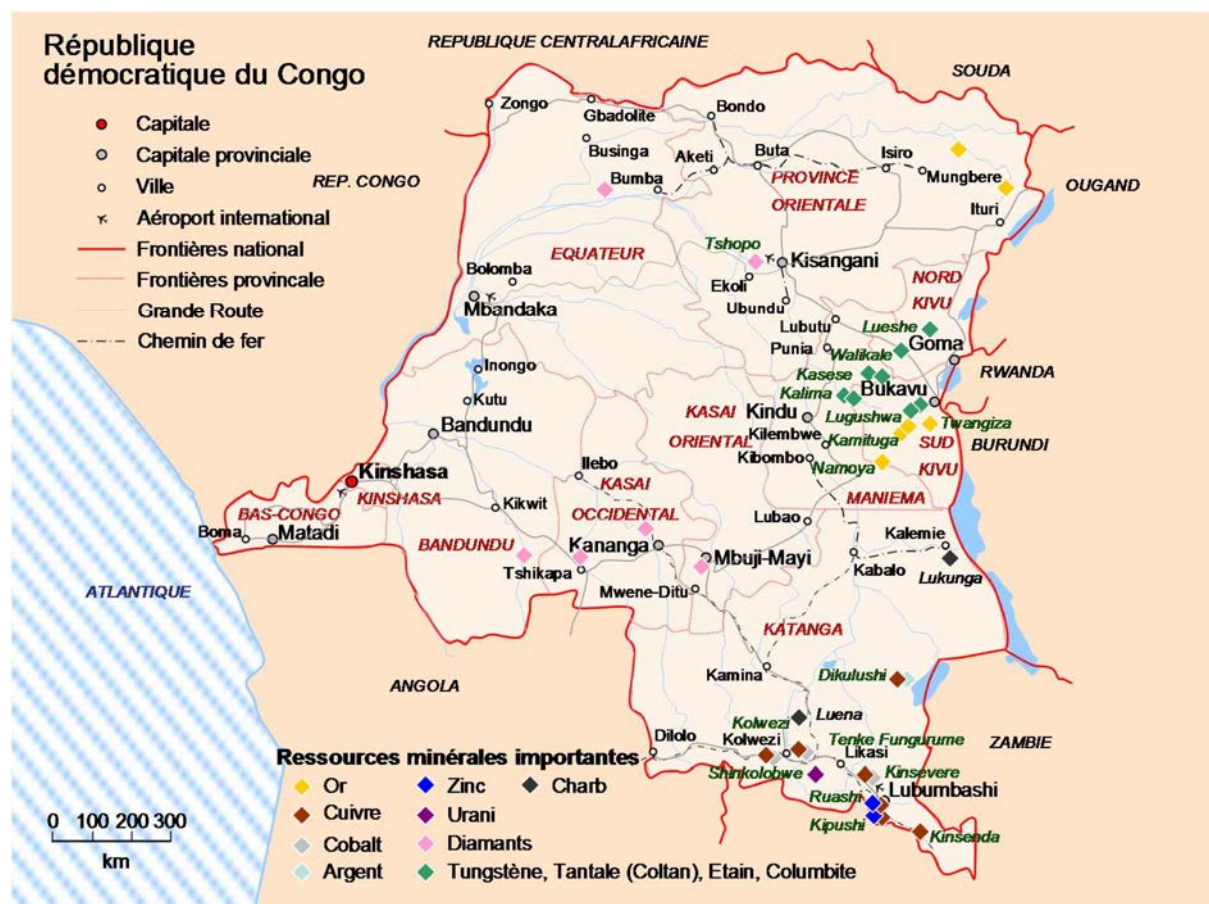 République
démocratique du Congo
Capitale
Capitale provinciale
Ville
Aéroport international
Frontières national
Frontières provincale
Grande Route
Chemin de fer
REPUBLIQUE CENTRALAFRICAINE
SOUDA
REP. CONGO
OUGAND
RWANDA
BURUNDI
ZAMBIE
ANGOLA
ATLANTIQUE
Zongo
Gbadolite
Bondo
Businga
Aketi
Buta
Isiro
Bumba
Mungbere
PROVINCE
ORIENTALE
Ituri
EQUATEUR
Tshopo
Kisangani
Bolomba
Ekoli
NORD
KIVU
Mbandaka
Ubundu
Lubutu
Lueshe
Punia
Walikale
Goma
Inongo
Kasese
Kutu
Kalima
Bukavu
KASAI
ORIENTAL
Kindu
Lugushwa
Twangiza
Bandundu
Kilembwe
Kamituga
SUD
KIVU
Kibombo
Namoya
Kinshasa
KINSHASA
Ilebo
KASAI
OCCIDENTAL
MANIEMA
BAS-CONGO
Kikwit
Lubao
Boma
Matadi
BANDUNDU
Kananga
Mbuji-Mayi
Kalemie
Tshikapa
Kabalo
Lukunga
Mwene-Ditu
KATANGA
Kamina
Dikulushi
Kolwezi
Luena
Dilolo
Kolwezi
Tenke Fungurume
Likasi
Shinkolobwe
Kinsevere
Ruashi
Lubumbashi
Kipushi
Kinsenda
Ressources minérales importantes
Or
Zinc
Charb
Cuivre
Urani
Cobalt
Diamants
Argent
Tungstène, Tantale (Coltan), Etain, Columbite
0 100 200 300
km